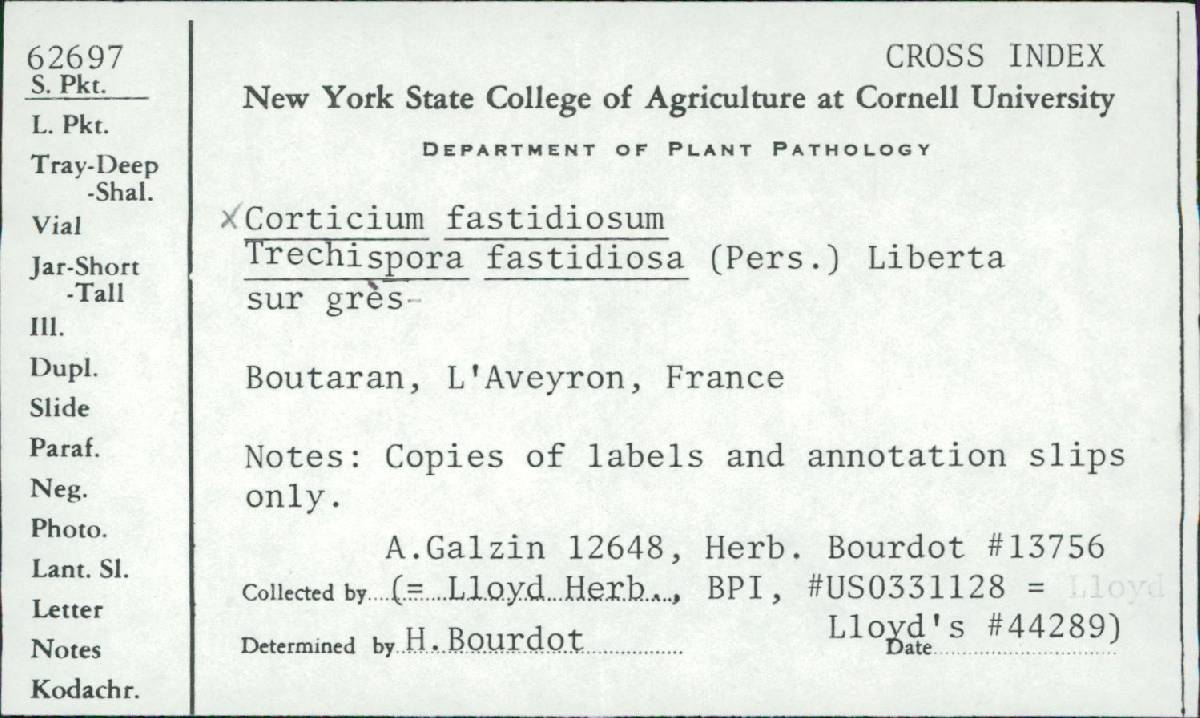 62697
S. Pkt.
L. Pkt.
Tray-Deep
-Shal.
Vial
Jar-Short
-Tall
Ill.
Dupl.
Slide
Paraf.
Neg.
Photo.
Lant. Sl.
Letter
Notes
Kodachr.
CROSS INDEX
New York State College of Agriculture at Cornell University
DEPARTMENT OF PLANT PATHOLOGY
XCorticium fastidiosum
Trechispora fastidiosa (Pers.) Liberta
sur grès-
Boutaran, L'Aveyron, France
Notes: Copies of labels and annotation slips
only.
A.Galzin 12648, Herb. Bourdot #13756
Collected by (= Lloyd Herb., BPI, #US0331128 = Lloyd
Lloyd's #44289)
Determined by H.Bourdot Date